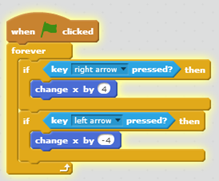 when clicked
forever
if key right arrow pressed? then
change x by 4
if key left arrow pressed? then
change x by -4